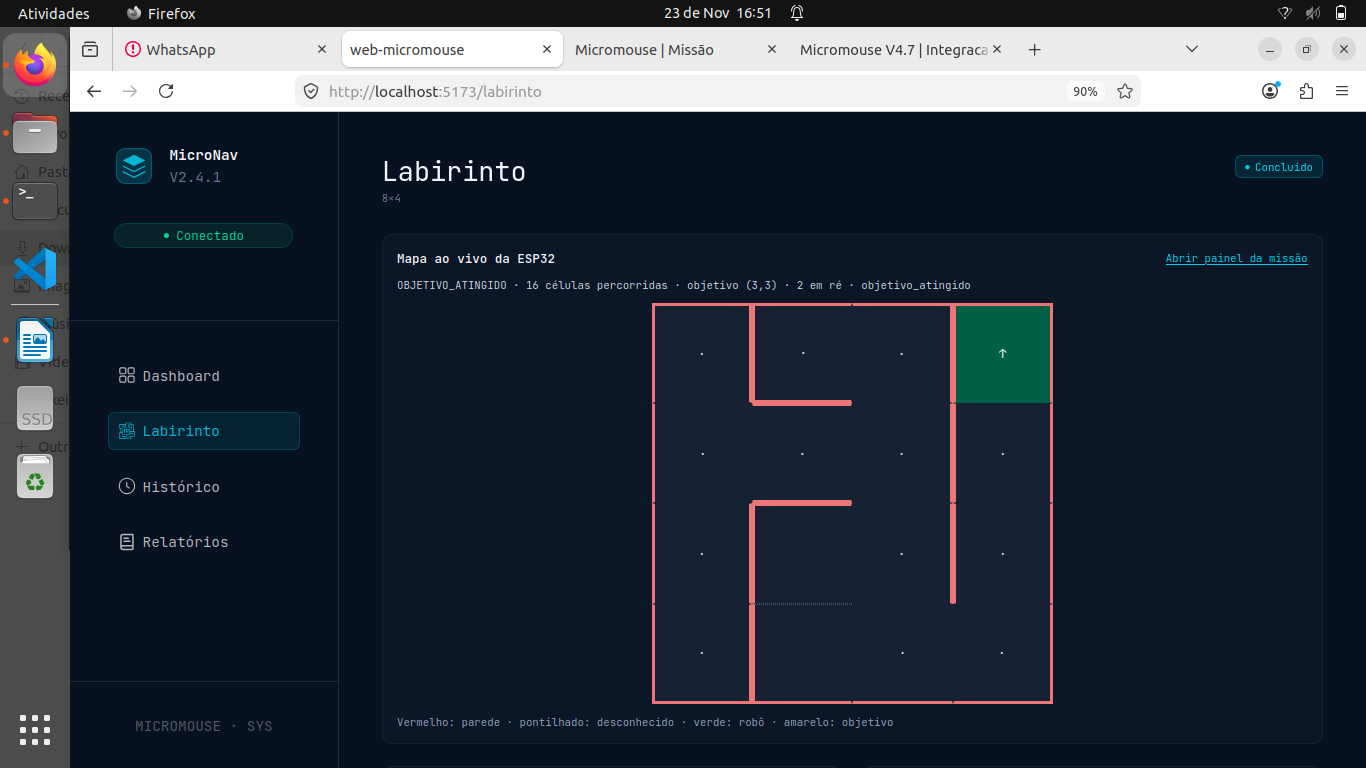 Atividades Firefox 23 de Nov 16:51
WhatsApp web-micromouse Micromouse | Missão Micromouse V4.7 | Integraca
http://localhost:5173/labirinto 90%
MicroNav
V2.4.1
Conectado
Dashboard
Labirinto
Histórico
Relatórios
MICROMOUSE · SYS
SSD
Labirinto
8×4
Concluído
Mapa ao vivo da ESP32
Abrir painel da missão
OBJETIVO_ATINGIDO · 16 células percorridas · objetivo (3,3) · 2 em ré · objetivo_atingido
↑
Vermelho: parede · pontilhado: desconhecido · verde: robô · amarelo: objetivo